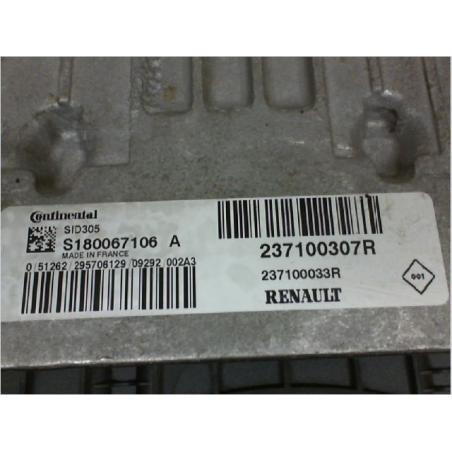 Continental
SID305
S180067106 A
MADE IN FRANCE
0/51262/295706129/09292 002A3
237100307R
237100033R
RENAULT
001